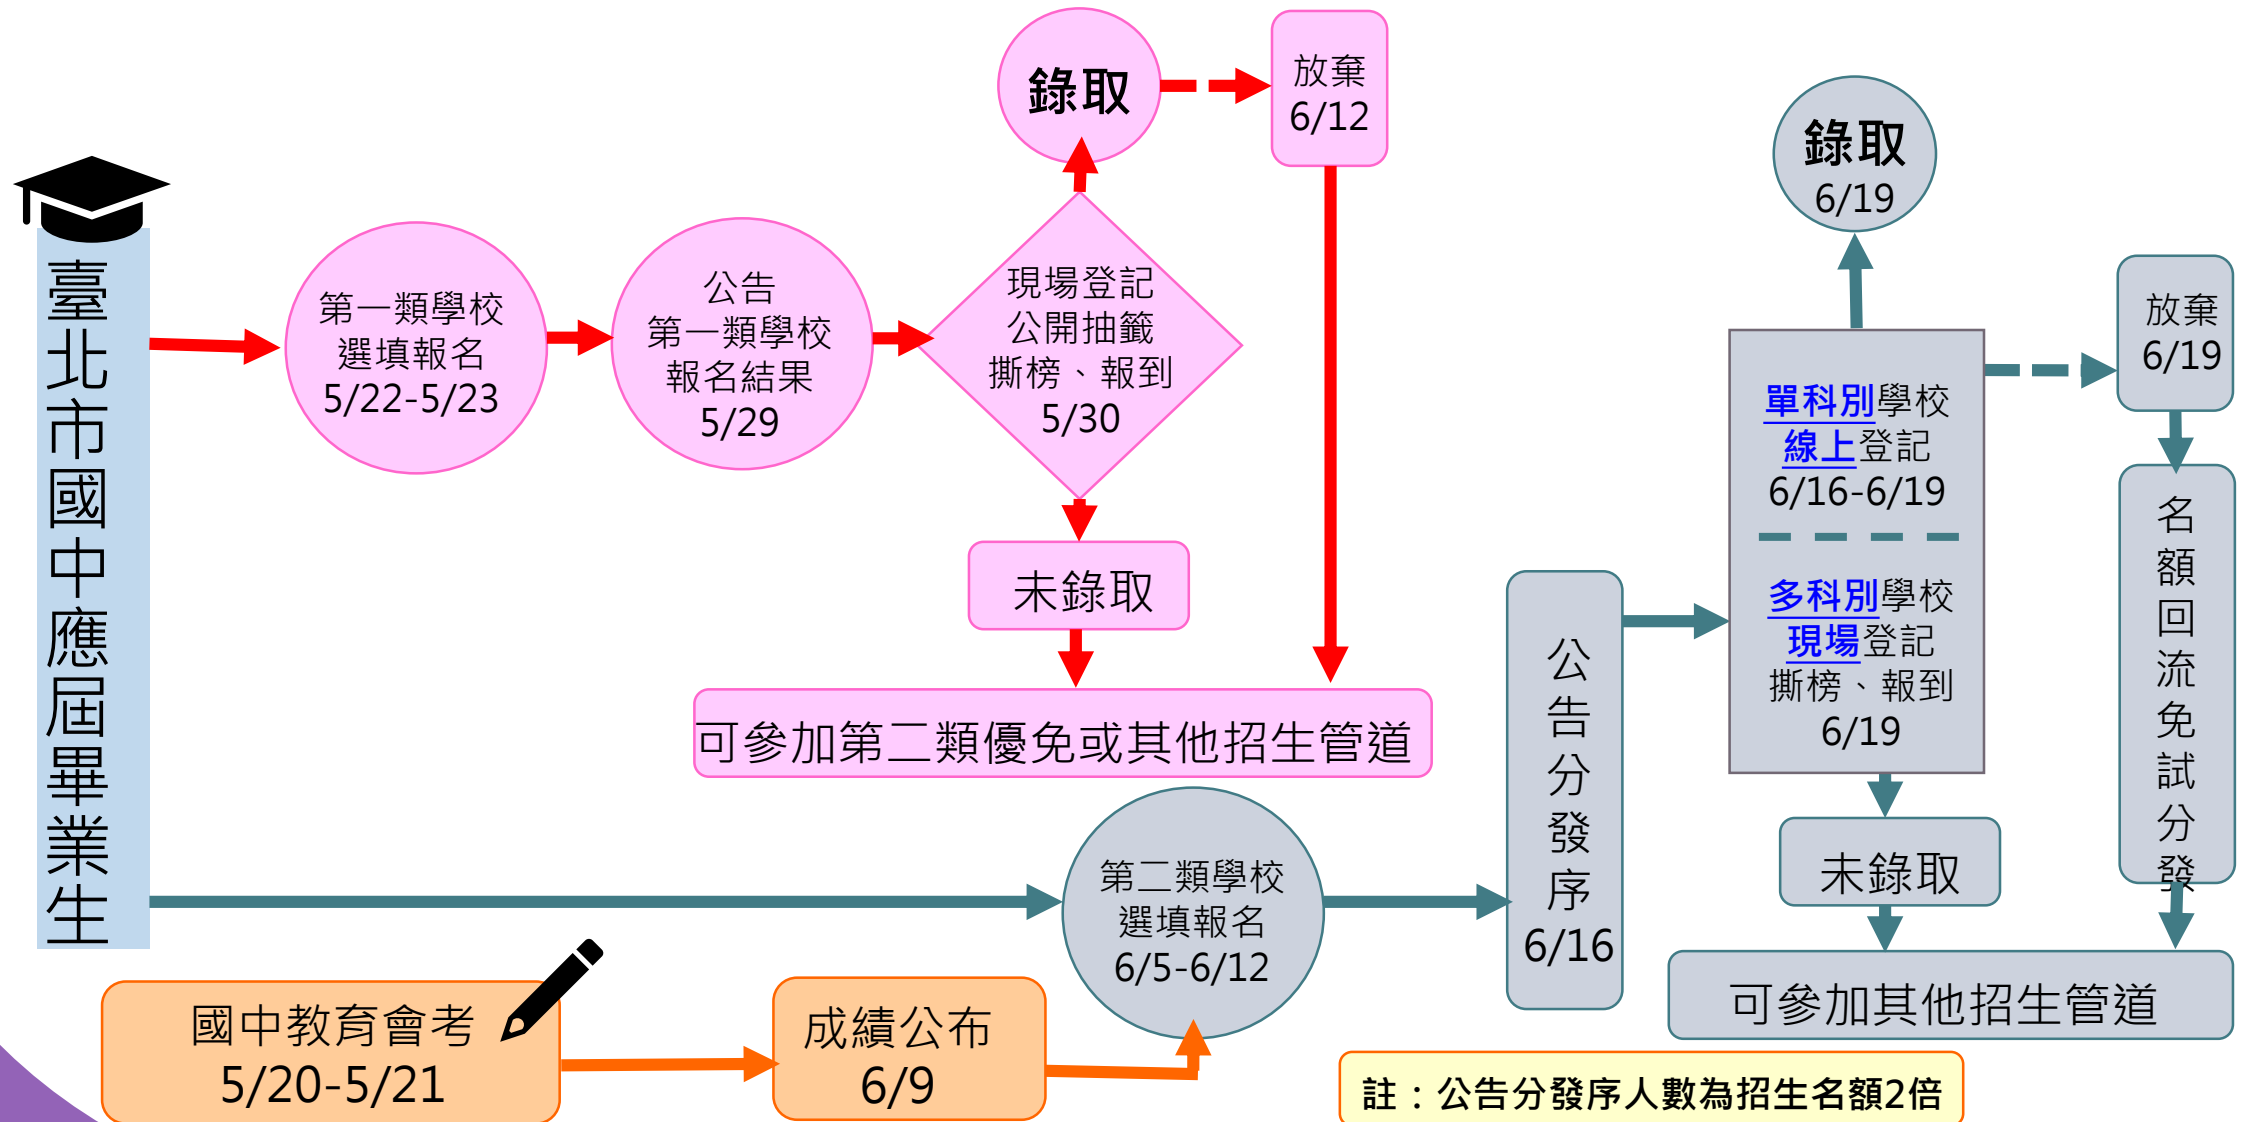 臺北市國中應屆畢業生
第一類學校
選填報名
5/22-5/23
公告
第一類學校
報名結果
5/29
現場登記
公開抽籤
撕榜、報到
5/30
錄取
放棄
6/12
未錄取
可參加第二類優免或其他招生管道
國中教育會考
5/20-5/21
成績公布
6/9
第二類學校
選填報名
6/5-6/12
公告分發序
6/16
單科別學校
線上登記
6/16-6/19
多科別學校
現場登記
撕榜、報到
6/19
錄取
6/19
放棄
6/19
名額回流免試分發
未錄取
可參加其他招生管道
註：公告分發序人數為招生名額2倍